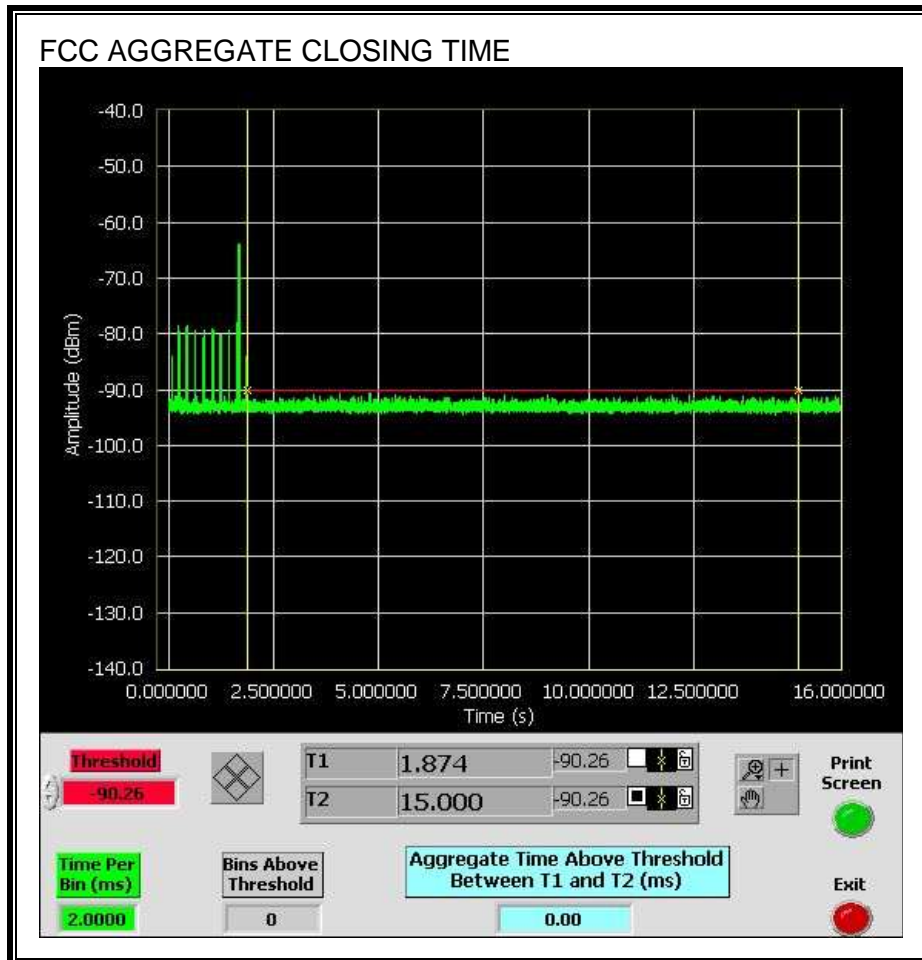 FCC AGGREGATE CLOSING TIME
-40.0
-50.0
-60.0
-70.0
-80.0
-90.0
-100.0
-110.0
-120.0
-130.0
-140.0
Amplitude (dBm)
0.000000 2.500000 5.000000 7.500000 10.000000 12.500000 16.000000
Time (s)
Threshold
-90.26
T1 1.874 -90.26
T2 15.000 -90.26
Print
Screen
Time Per
Bin (ms)
2.0000
Bins Above
Threshold
0
Aggregate Time Above Threshold
Between T1 and T2 (ms)
0.00
Exit